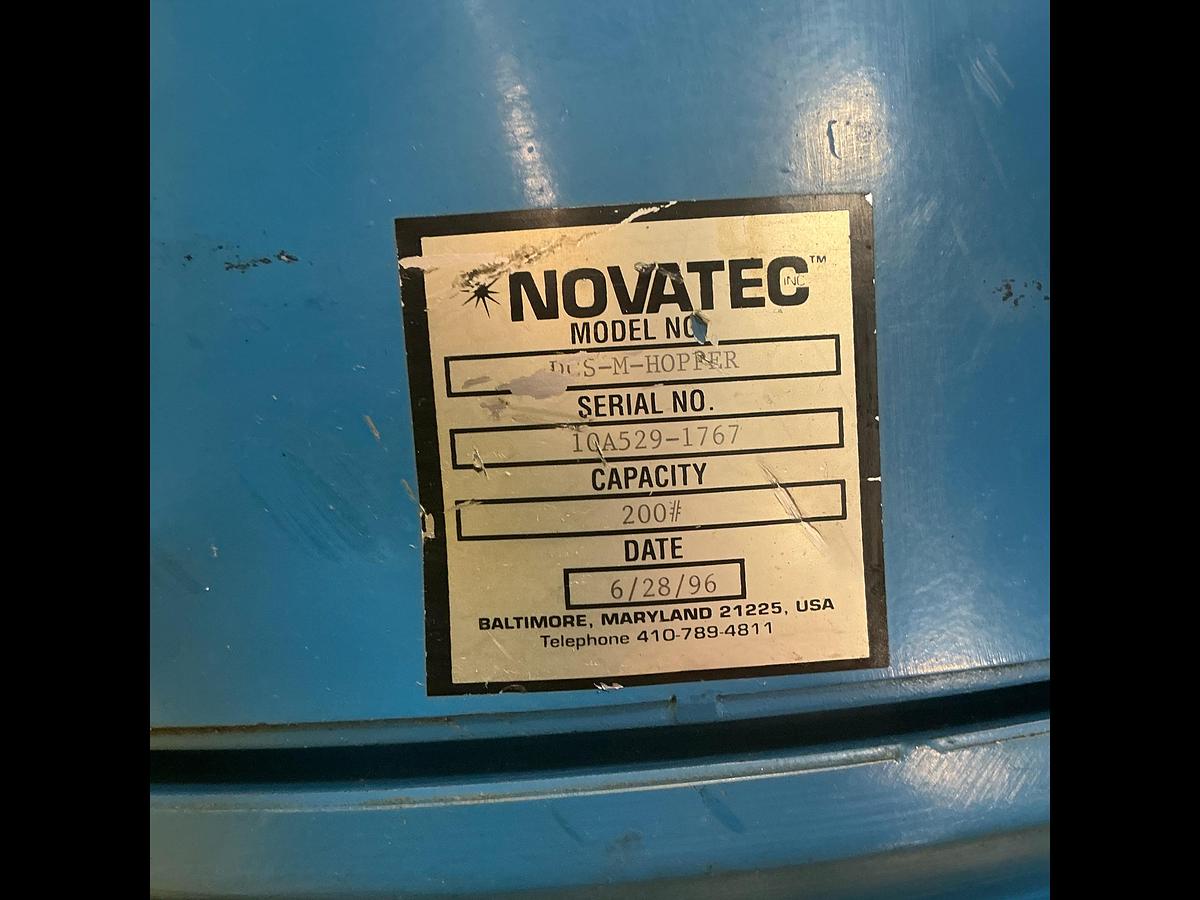 NOVATEC INC ™
MODEL NO.
DCS-M-HOPPER
SERIAL NO.
10A529-1767
CAPACITY
200#
DATE
6/28/96
BALTIMORE, MARYLAND 21225, USA
Telephone 410-789-4811